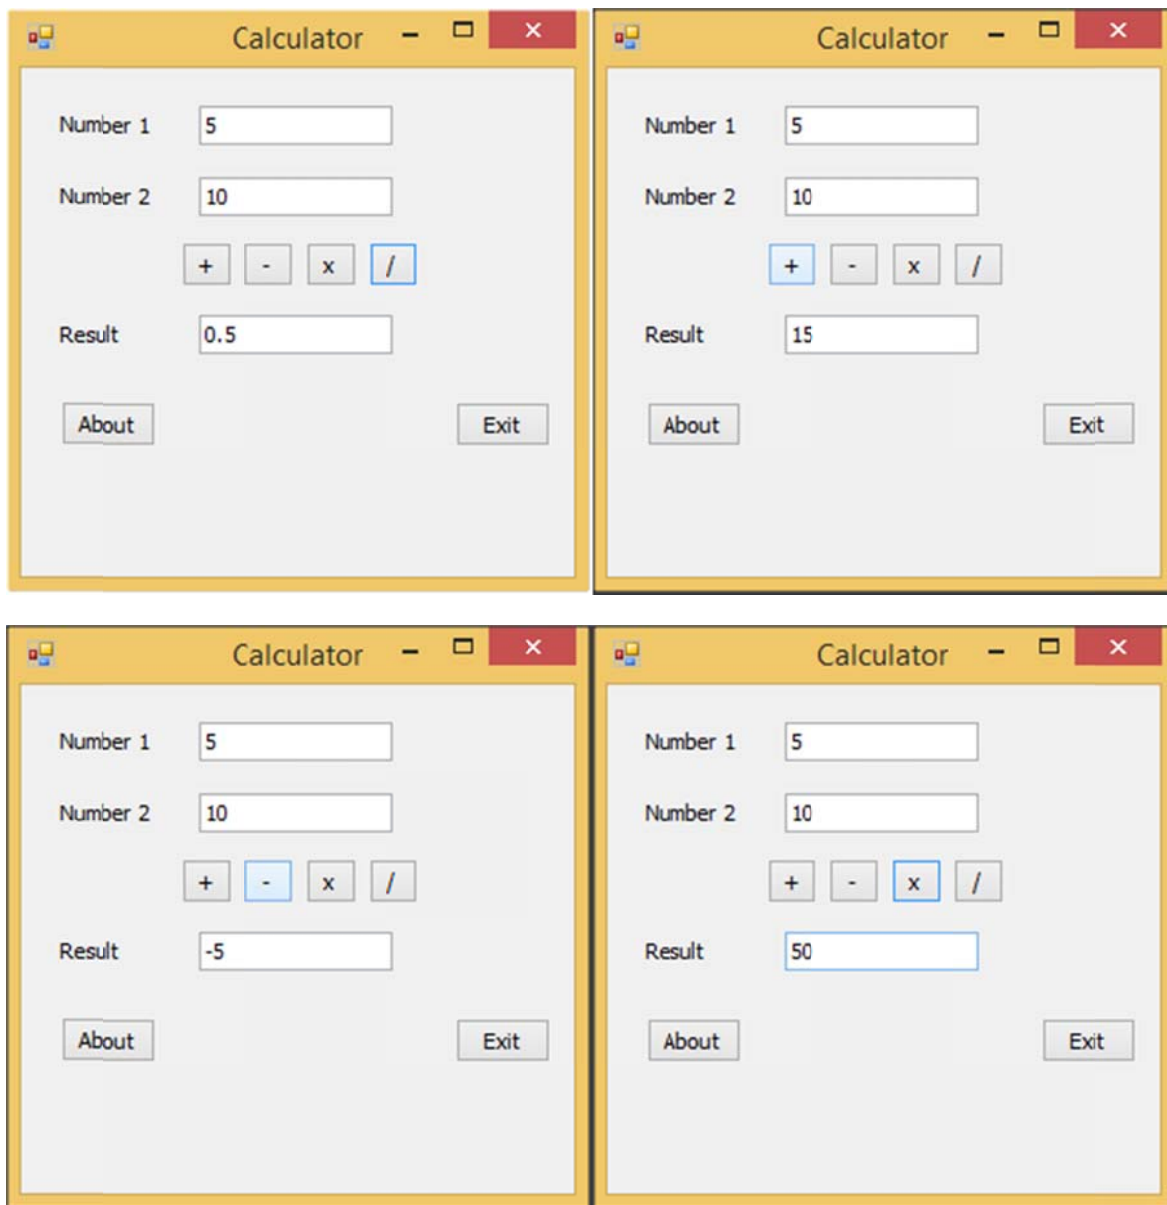 Calculator
Number 1 5
Number 2 10
+ - x /
Result 0.5
About Exit
Calculator
Number 1 5
Number 2 10
+ - x /
Result 15
About Exit
Calculator
Number 1 5
Number 2 10
+ - x /
Result -5
About Exit
Calculator
Number 1 5
Number 2 10
+ - x /
Result 50
About Exit